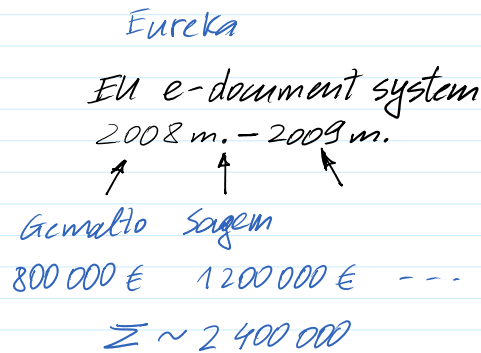 Eureka
EU e-document system
2008 m. - 2009 m.
Gemalto Sagem
800 000 € 1 200 000 € ---
Σ ~ 2 400 000